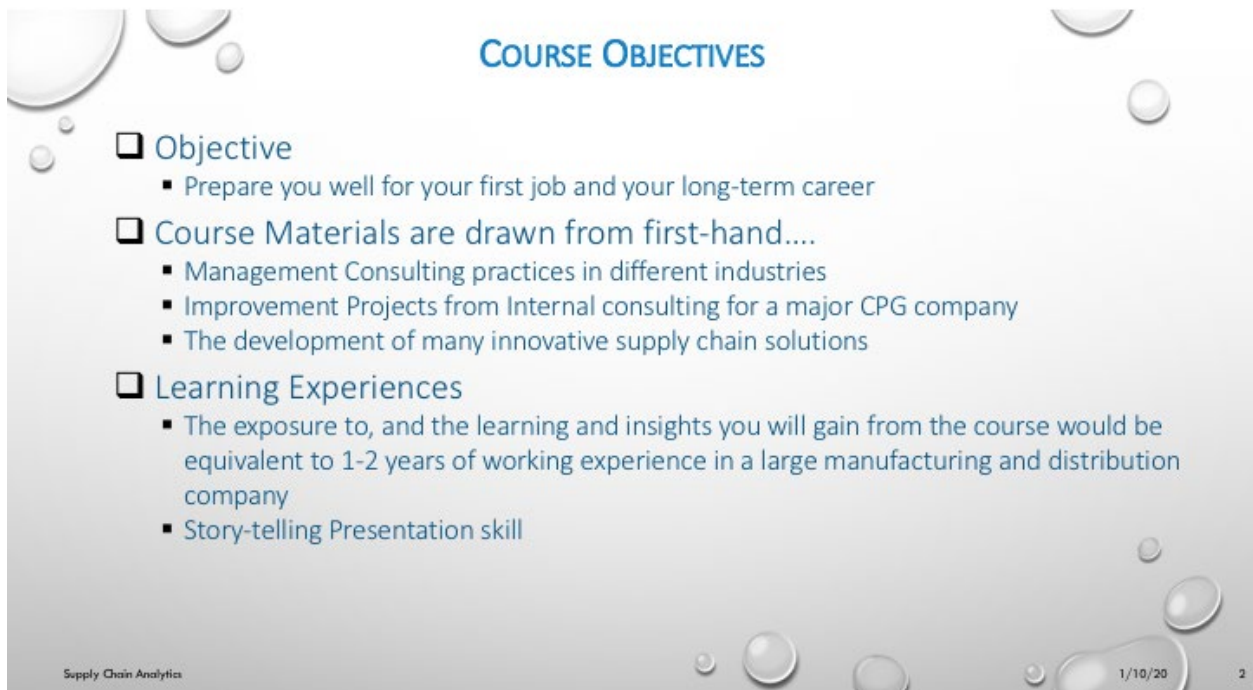 COURSE OBJECTIVES
Objective
Prepare you well for your first job and your long-term career
Course Materials are drawn from first-hand....
Management Consulting practices in different industries
Improvement Projects from Internal consulting for a major CPG company
The development of many innovative supply chain solutions
Learning Experiences
The exposure to, and the learning and insights you will gain from the course would be
equivalent to 1-2 years of working experience in a large manufacturing and distribution
company
Story-telling Presentation skill
Supply Chain Analytics
1/10/20
2